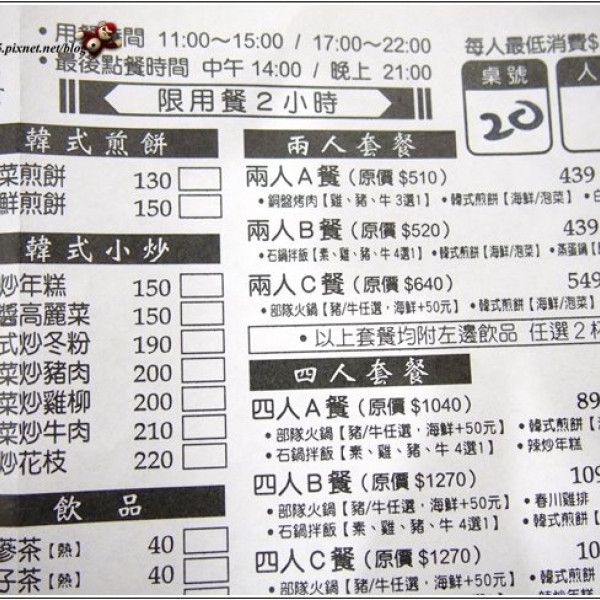 .pixnet.net/blog
• 用餐時間 11:00～15:00 / 17:00～22:00
• 最後點餐時間 中午 14:00 / 晚上 21:00
每人最低消費$
限用餐2小時
桌號
人
20
韓式煎餅
菜煎餅 130
鮮煎餅 150
韓式小炒
炒年糕 150
醬高麗菜 150
式炒冬粉 190
菜炒豬肉 200
菜炒雞柳 200
菜炒牛肉 210
炒花枝 220
飲品
蔘茶【熱】 40
子茶【熱】 40
兩人套餐
兩人A餐 (原價 $510) 439
• 銅盤烤肉【雞、豬、牛 3選1】 • 韓式煎餅【海鮮/泡菜】 • 白
兩人B餐 (原價 $520) 439
• 石鍋拌飯【素、雞、豬、牛 4選1】 • 韓式煎餅【海鮮/泡菜】 • 蒸蛋鍋【
兩人C餐 (原價 $640) 549
• 部隊火鍋【豬/牛任選，海鮮+50元】 • 韓式煎餅【海鮮/泡菜】
• 以上套餐均附左邊飲品 任選2杯
四人套餐
四人A餐 (原價 $1040) 89
• 部隊火鍋【豬/牛任選，海鮮+50元】 • 韓式煎餅【海
• 石鍋拌飯【素、雞、豬、牛 4選1】 • 辣炒年糕
四人B餐 (原價 $1270) 109
• 部隊火鍋【豬/牛任選，海鮮+50元】 • 春川雞排
• 石鍋拌飯【素、雞、豬、牛 4選1】 • 韓式煎餅【
四人C餐 (原價 $1270) 10
• 部隊火鍋【豬/牛任選，海鮮+50元】 • 韓式煎餅【